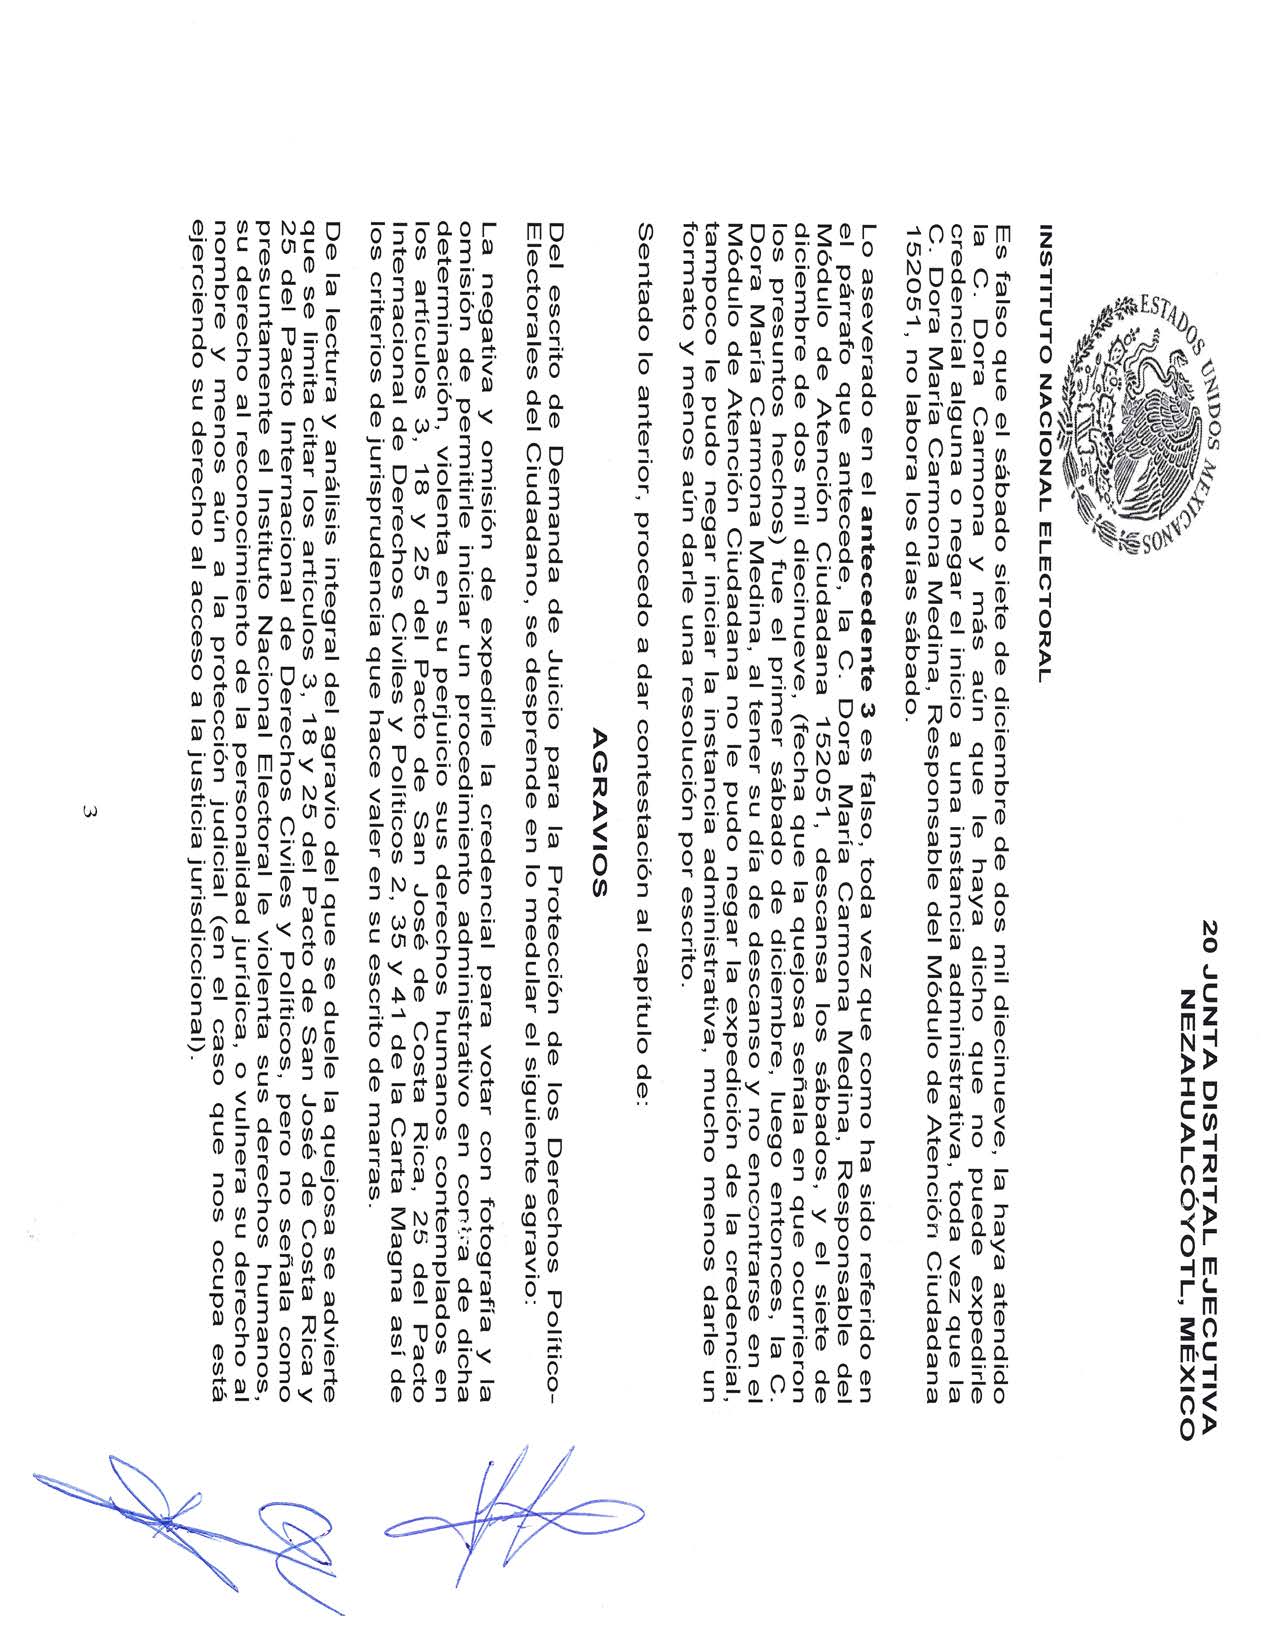 ESTADOS UNIDOS MEXICANOS
20 JUNTA DISTRITAL EJECUTIVA
NEZAHUALCÓYOTL, MÉXICO
INSTITUTO NACIONAL ELECTORAL
Es falso que el sábado siete de diciembre de dos mil diecinueve, la haya atendido
la C. Dora Carmona y más aún que le haya dicho que no puede expedirle
credencial alguna o negar el inicio a una instancia administrativa, toda vez que la
C. Dora María Carmona Medina, Responsable del Módulo de Atención Ciudadana
152051, no labora los días sábado.
Lo aseverado en el antecedente 3 es falso, toda vez que como ha sido referido en
el párrafo que antecede, la C. Dora María Carmona Medina, Responsable del
Módulo de Atención Ciudadana 152051, descansa los sábados, y el siete de
diciembre de dos mil diecinueve, (fecha que la quejosa señala en que ocurrieron
los presuntos hechos) fue el primer sábado de diciembre, luego entonces, la C.
Dora María Carmona Medina, al tener su día de descanso y no encontrarse en el
Módulo de Atención Ciudadana no le pudo negar la expedición de la credencial,
tampoco le pudo negar iniciar la instancia administrativa, mucho menos darle un
formato y menos aún darle una resolución por escrito.
Sentado lo anterior, procedo a dar contestación al capítulo de:
AGRAVIOS
Del escrito de Demanda de Juicio para la Protección de los Derechos Político-
Electorales del Ciudadano, se desprende en lo medular el siguiente agravio:
La negativa y omisión de expedirle la credencial para votar con fotografía y la
omisión de permitirle iniciar un procedimiento administrativo en contra de dicha
determinación, violenta en su perjuicio sus derechos humanos contemplados en
los artículos 3, 18 y 25 del Pacto de San José de Costa Rica, 25 del Pacto
Internacional de Derechos Civiles y Políticos 2, 35 y 41 de la Carta Magna así de
los criterios de jurisprudencia que hace valer en su escrito de marras.
De la lectura y análisis integral del agravio del que se duele la quejosa se advierte
que se limita citar los artículos 3, 18 y 25 del Pacto de San José de Costa Rica y
25 del Pacto Internacional de Derechos Civiles y Políticos, pero no señala como
presuntamente el Instituto Nacional Electoral le violenta sus derechos humanos,
su derecho al reconocimiento de la personalidad jurídica, o vulnera su derecho al
nombre y menos aún a la protección judicial (en el caso que nos ocupa está
ejerciendo su derecho al acceso a la justicia jurisdiccional).
3